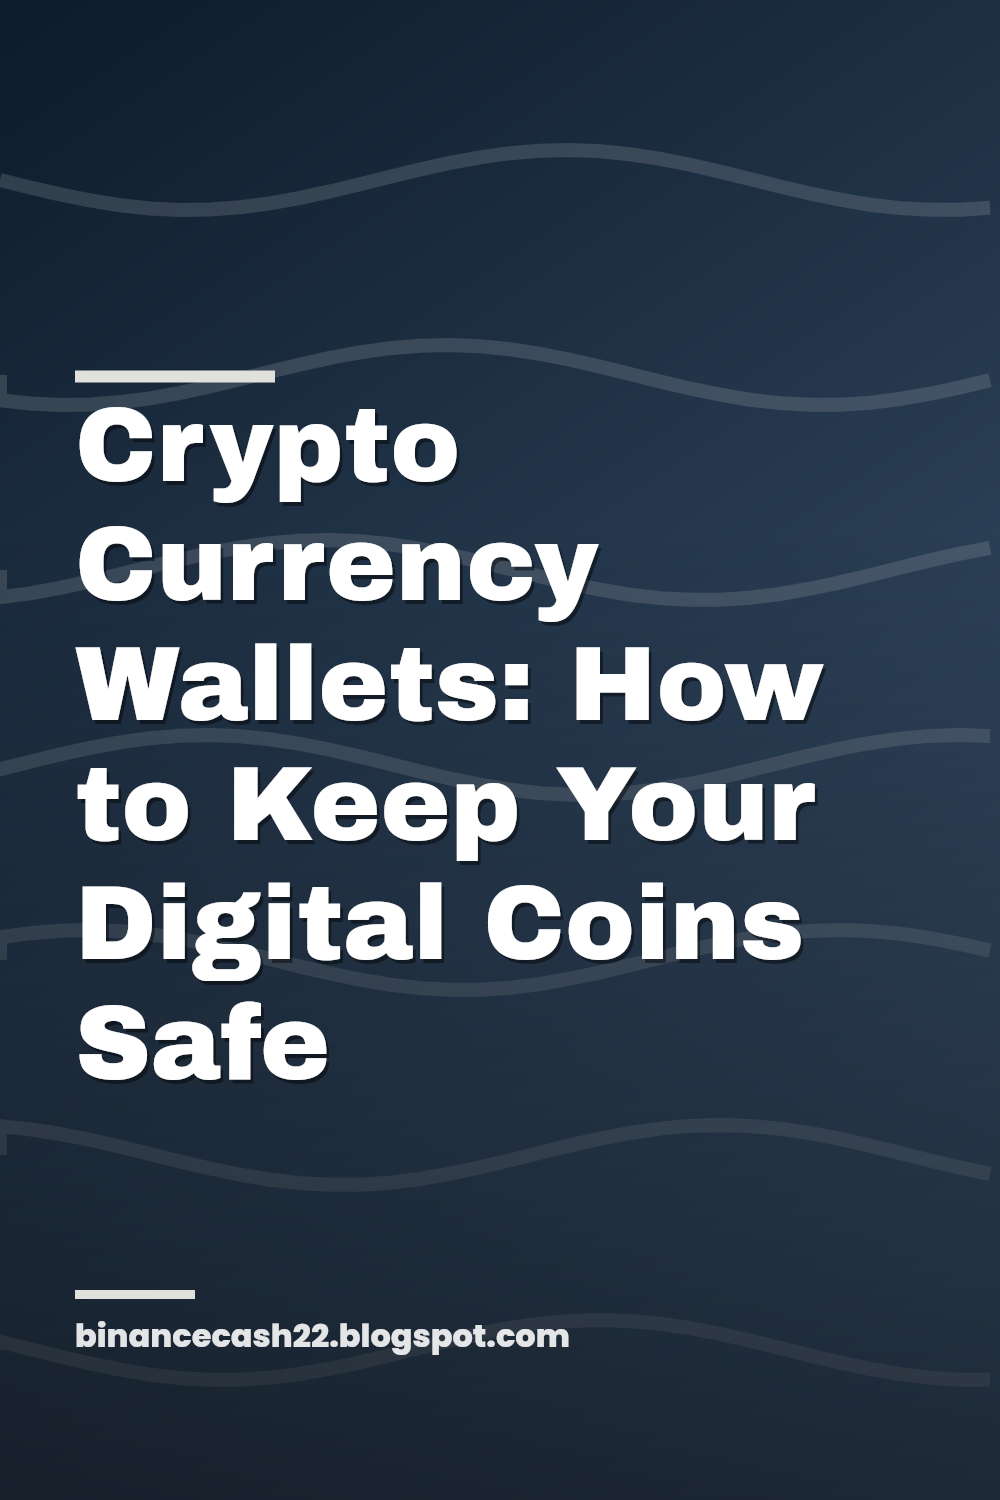 Crypto
Currency
Wallets: How
to Keep Your
Digital Coins
Safe
binancecash22.blogspot.com